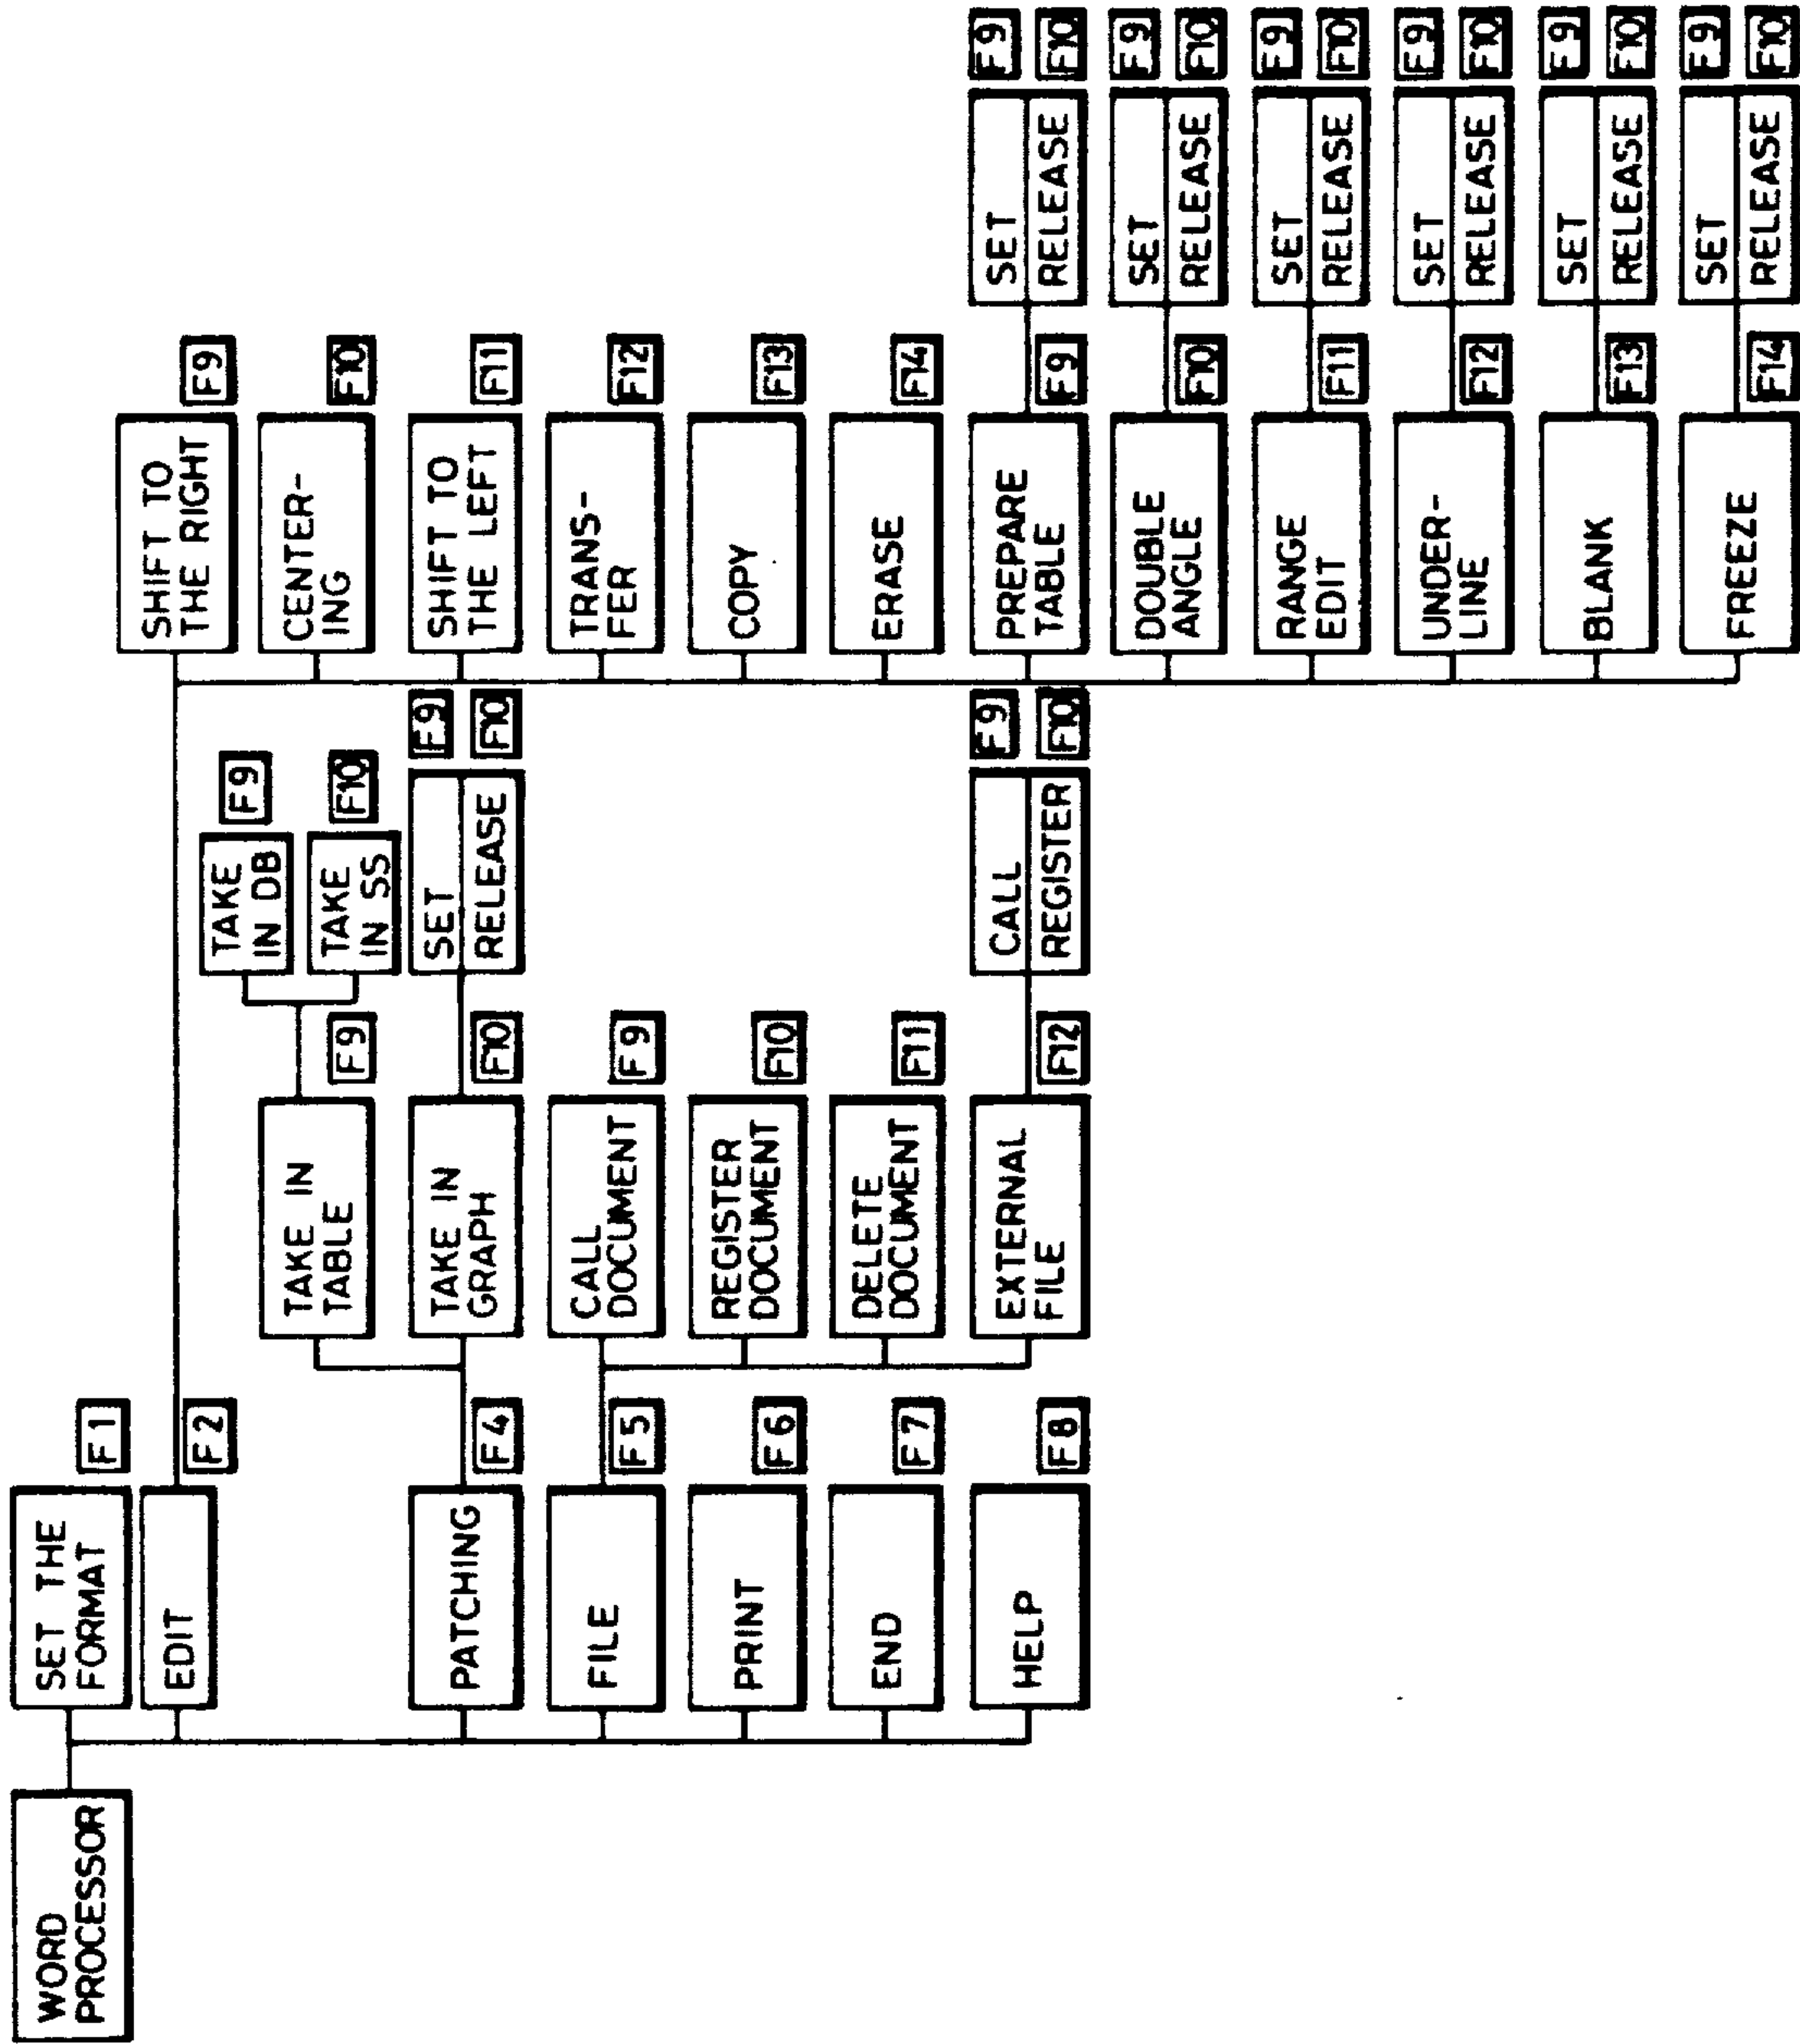 WORD
PROCESSOR
SET THE
FORMAT
F1
EDIT
F2
PATCHING
F4
FILE
F5
PRINT
F6
END
F7
HELP
F8
TAKE IN
TABLE
F9
TAKE
IN DB
F9
TAKE
IN SS
F10
TAKE IN
GRAPH
F10
SET
F9
RELEASE
F10
CALL
DOCUMENT
F9
REGISTER
DOCUMENT
F10
DELETE
DOCUMENT
F11
EXTERNAL
FILE
F12
CALL
F9
REGISTER
F10
SHIFT TO
THE RIGHT
F9
CENTER-
ING
F10
SHIFT TO
THE LEFT
F11
TRANS-
FER
F12
COPY
F13
ERASE
F14
PREPARE
TABLE
F9
SET
F9
RELEASE
F10
DOUBLE
ANGLE
F10
SET
F9
RELEASE
F10
RANGE
EDIT
F11
SET
F9
RELEASE
F10
UNDER-
LINE
F12
SET
F9
RELEASE
F10
BLANK
F13
SET
F9
RELEASE
F10
FREEZE
F14
SET
F9
RELEASE
F10